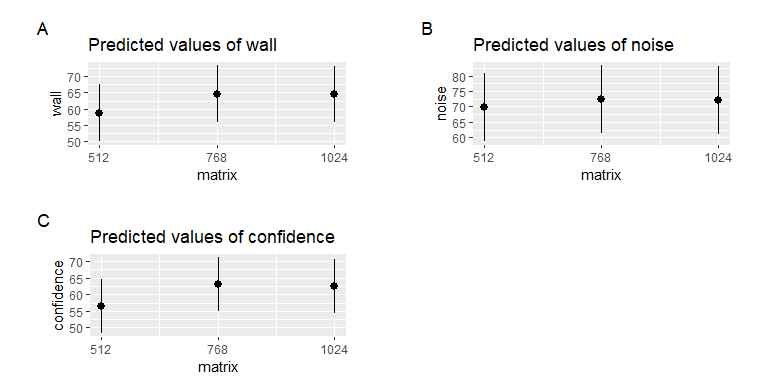 A
Predicted values of wall
wall
70
65
60
55
50
512 768 1024
matrix
B
Predicted values of noise
noise
80
75
70
65
60
512 768 1024
matrix
C
Predicted values of confidence
confidence
70
65
60
55
50
512 768 1024
matrix